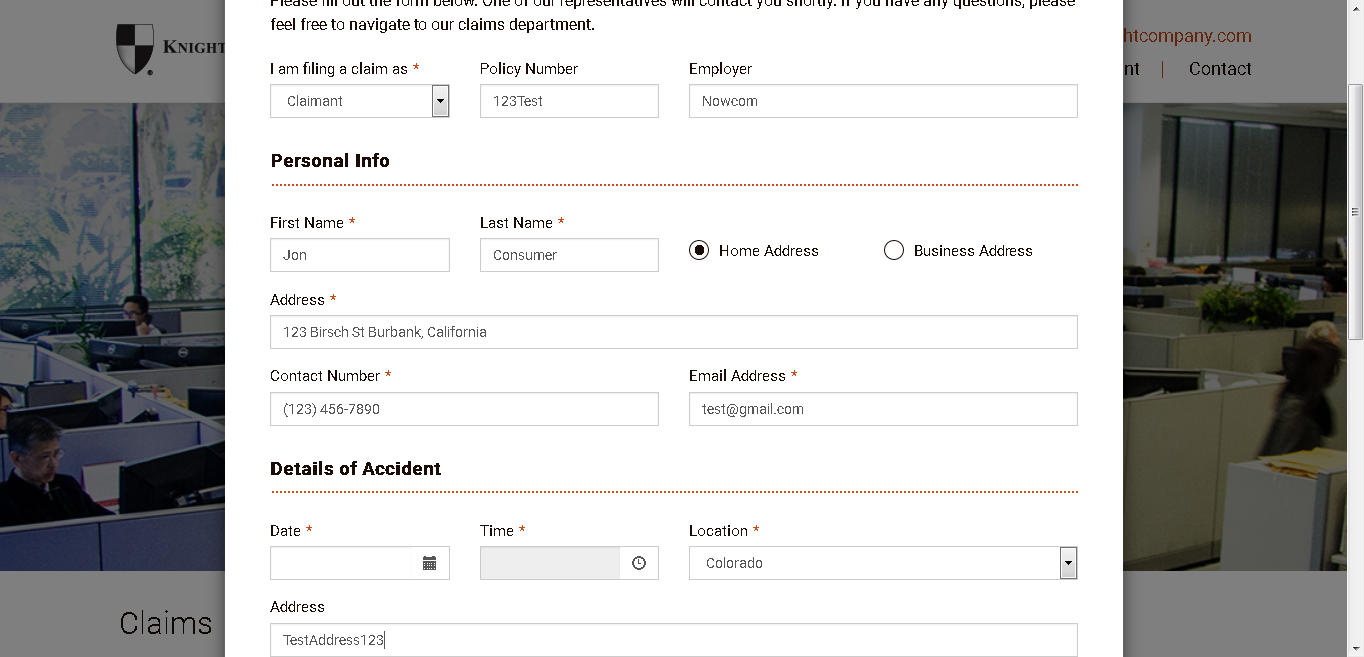 Please fill out the form below. One of our representatives will contact you shortly. If you have any questions, please
feel free to navigate to our claims department.
KNIGHT
htcompany.com
nt | Contact
I am filing a claim as * Policy Number Employer
Claimant 123Test Nowcom
Personal Info
First Name * Last Name *
Jon Consumer Home Address Business Address
Address *
123 Birsch St Burbank, California
Contact Number * Email Address *
(123) 456-7890 test@gmail.com
Details of Accident
Date * Time * Location *
Colorado
Address
Claims
TestAddress123